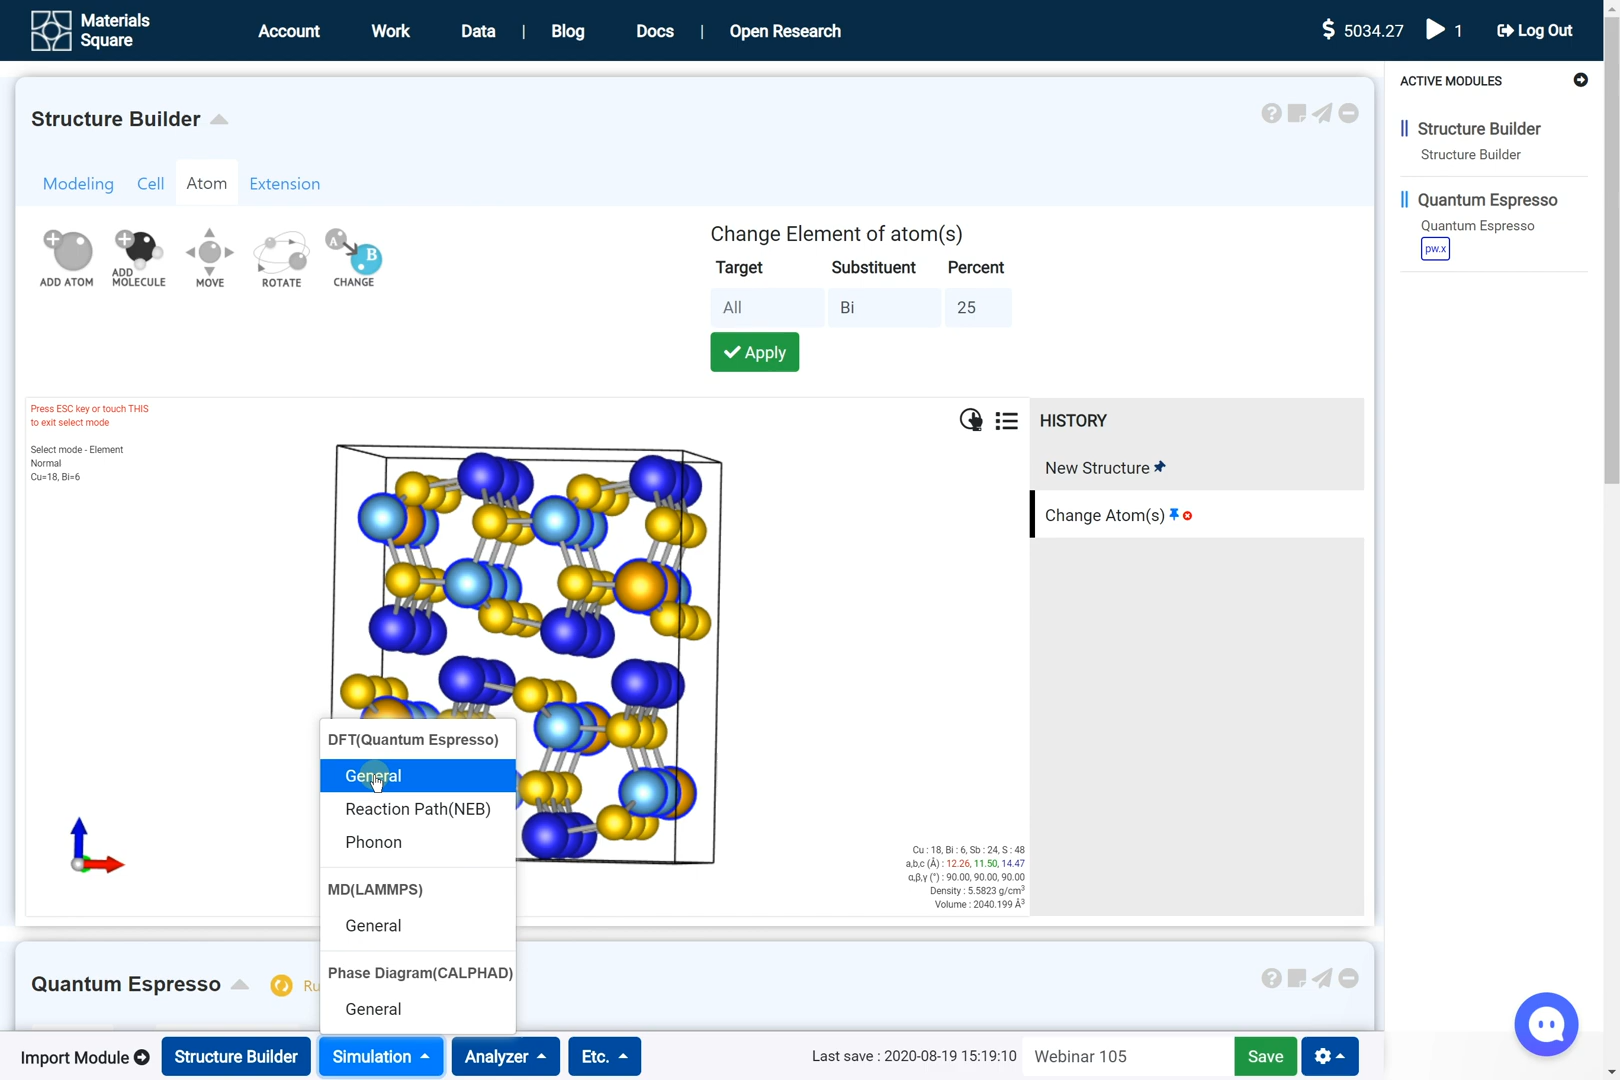 Materials
Square
Account Work Data | Blog Docs | Open Research
$ 5034.27 1 Log Out
ACTIVE MODULES
Structure Builder
Structure Builder
Quantum Espresso
Quantum Espresso
pw.x
Structure Builder
Modeling Cell Atom Extension
ADD ATOM
ADD
MOLECULE
MOVE
ROTATE
A B
CHANGE
Change Element of atom(s)
Target Substituent Percent
All Bi 25
Apply
Press ESC key or touch THIS
to exit select mode
Select mode - Element
Normal
Cu=18, Bi=6
HISTORY
New Structure
Change Atom(s)
Cu : 18, Bi : 6, Sb : 24, S : 48
a,b,c (Å) : 12.26, 11.50, 14.47
α,β,γ (°) : 90.00, 90.00, 90.00
Density : 5.5823 g/cm³
Volume : 2040.199 Å³
DFT(Quantum Espresso)
General
Reaction Path(NEB)
Phonon
MD(LAMMPS)
General
Phase Diagram(CALPHAD)
General
Quantum Espresso Ru
Import Module Structure Builder Simulation Analyzer Etc. Last save : 2020-08-19 15:19:10 Webinar 105 Save